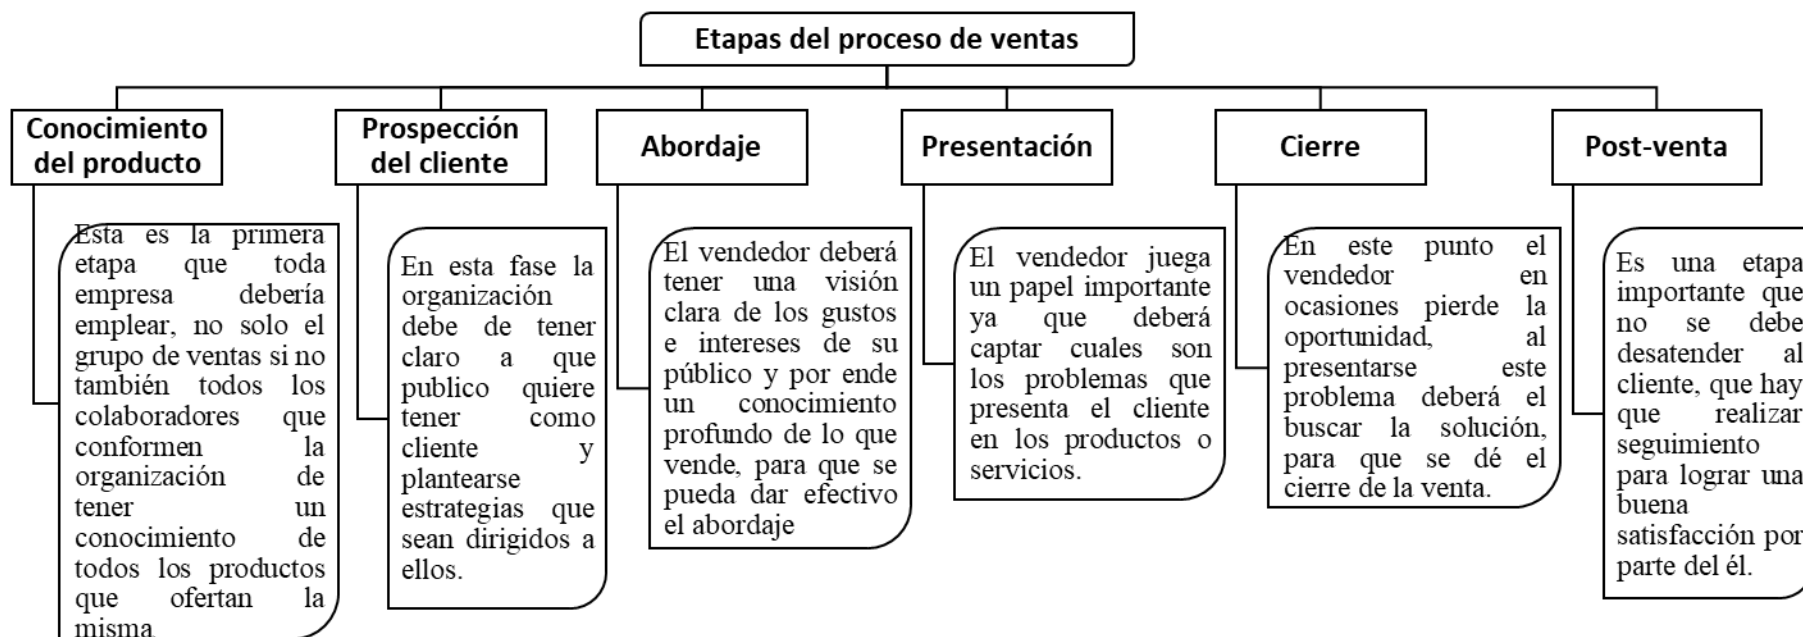 Etapas del proceso de ventas
Conocimiento
del producto
Esta es la primera
etapa que toda
empresa debería
emplear, no solo el
grupo de ventas si no
también todos los
colaboradores que
conformen la
organización de
tener un
conocimiento de
todos los productos
que ofertan la
misma
Prospección
del cliente
En esta fase la
organización
debe de tener
claro a que
publico quiere
tener como
cliente y
plantearse
estrategias que
sean dirigidos a
ellos.
Abordaje
El vendedor deberá
tener una visión
clara de los gustos
e intereses de su
público y por ende
un conocimiento
profundo de lo que
vende, para que se
pueda dar efectivo
el abordaje
Presentación
El vendedor juega
un papel importante
ya que deberá
captar cuales son
los problemas que
presenta el cliente
en los productos o
servicios.
Cierre
En este punto el
vendedor en
ocasiones pierde la
oportunidad, al
presentarse este
problema deberá el
buscar la solución,
para que se dé el
cierre de la venta.
Post-venta
Es una etapa
importante que
no se debe
desatender al
cliente, que hay
que realizar
seguimiento
para lograr una
buena
satisfacción por
parte del él.